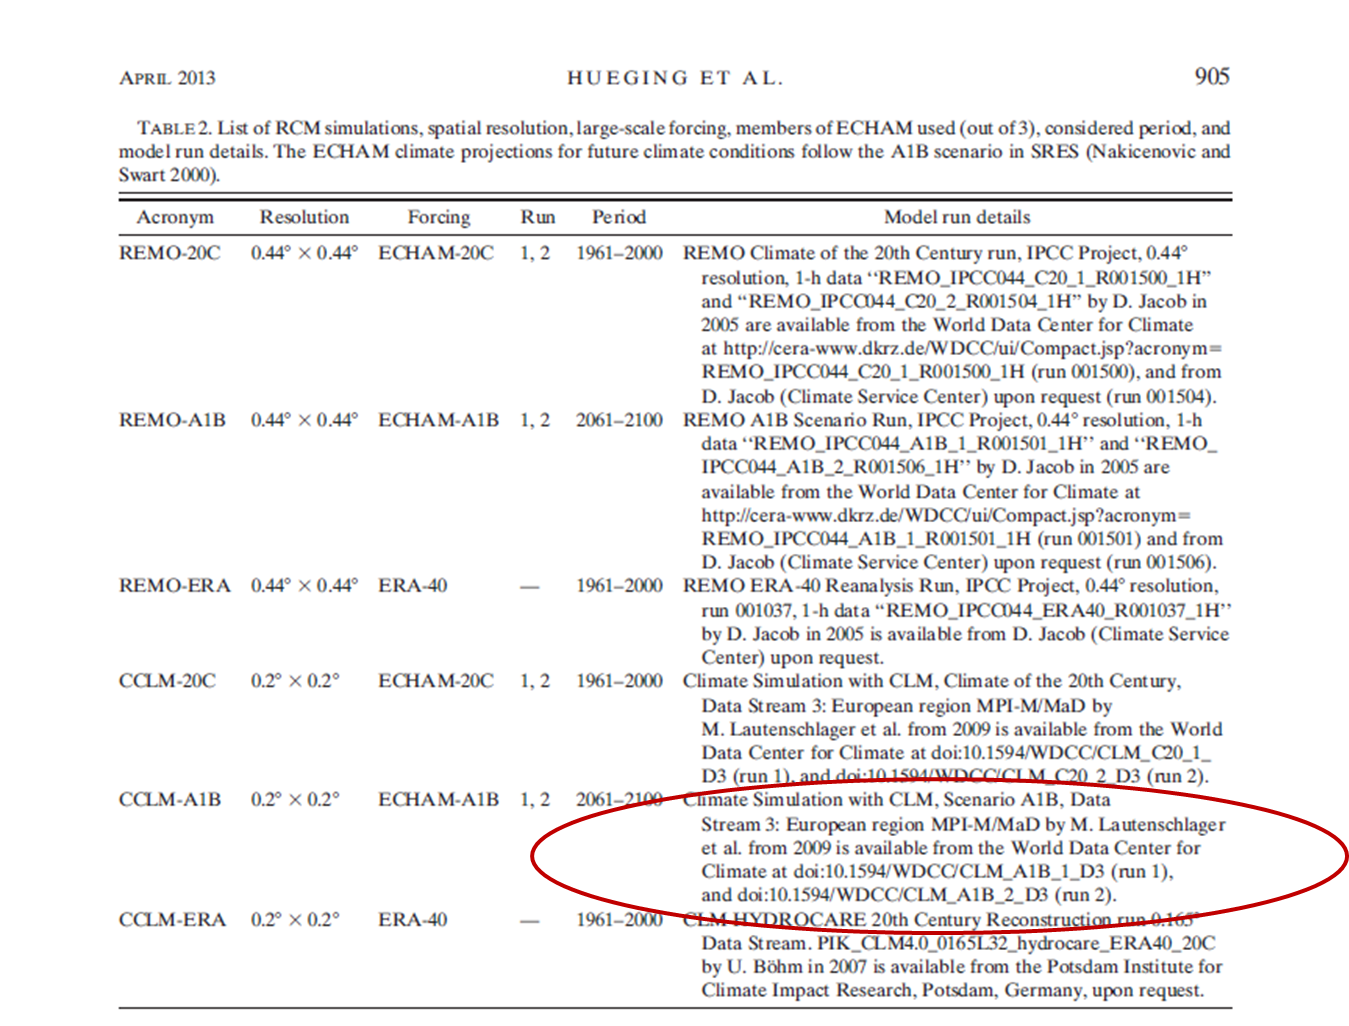 APRIL 2013 HUEGING ET AL. 905
TABLE 2. List of RCM simulations, spatial resolution, large-scale forcing, members of ECHAM used (out of 3), considered period, and
model run details. The ECHAM climate projections for future climate conditions follow the A1B scenario in SRES (Nakicenovic and
Swart 2000).
Acronym Resolution Forcing Run Period Model run details
REMO-20C 0.44° × 0.44° ECHAM-20C 1, 2 1961–2000 REMO Climate of the 20th Century run, IPCC Project, 0.44°
resolution, 1-h data “REMO_IPCC044_C20_1_R001500_1H”
and “REMO_IPCC044_C20_2_R001504_1H” by D. Jacob in
2005 are available from the World Data Center for Climate
at http://cera-www.dkrz.de/WDCC/ui/Compact.jsp?acronym=
REMO_IPCC044_C20_1_R001500_1H (run 001500), and from
D. Jacob (Climate Service Center) upon request (run 001504).
REMO-A1B 0.44° × 0.44° ECHAM-A1B 1, 2 2061–2100 REMO A1B Scenario Run, IPCC Project, 0.44° resolution, 1-h
data “REMO_IPCC044_A1B_1_R001501_1H” and “REMO_
IPCC044_A1B_2_R001506_1H” by D. Jacob in 2005 are
available from the World Data Center for Climate at
http://cera-www.dkrz.de/WDCC/ui/Compact.jsp?acronym=
REMO_IPCC044_A1B_1_R001501_1H (run 001501) and from
D. Jacob (Climate Service Center) upon request (run 001506).
REMO-ERA 0.44° × 0.44° ERA-40 — 1961–2000 REMO ERA-40 Reanalysis Run, IPCC Project, 0.44° resolution,
run 001037, 1-h data “REMO_IPCC044_ERA40_R001037_1H”
by D. Jacob in 2005 is available from D. Jacob (Climate Service
Center) upon request.
CCLM-20C 0.2° × 0.2° ECHAM-20C 1, 2 1961–2000 Climate Simulation with CLM, Climate of the 20th Century,
Data Stream 3: European region MPI-M/MaD by
M. Lautenschlager et al. from 2009 is available from the World
Data Center for Climate at doi:10.1594/WDCC/CLM_C20_1_
D3 (run 1), and doi:10.1594/WDCC/CLM_C20_2_D3 (run 2).
CCLM-A1B 0.2° × 0.2° ECHAM-A1B 1, 2 2061–2100 Climate Simulation with CLM, Scenario A1B, Data
Stream 3: European region MPI-M/MaD by M. Lautenschlager
et al. from 2009 is available from the World Data Center for
Climate at doi:10.1594/WDCC/CLM_A1B_1_D3 (run 1),
and doi:10.1594/WDCC/CLM_A1B_2_D3 (run 2).
CCLM-ERA 0.2° × 0.2° ERA-40 — 1961–2000 CLM HYDROCARE 20th Century Reconstruction run 0.165°
Data Stream. PIK_CLM4.0_0165L32_hydrocare_ERA40_20C
by U. Böhm in 2007 is available from the Potsdam Institute for
Climate Impact Research, Potsdam, Germany, upon request.